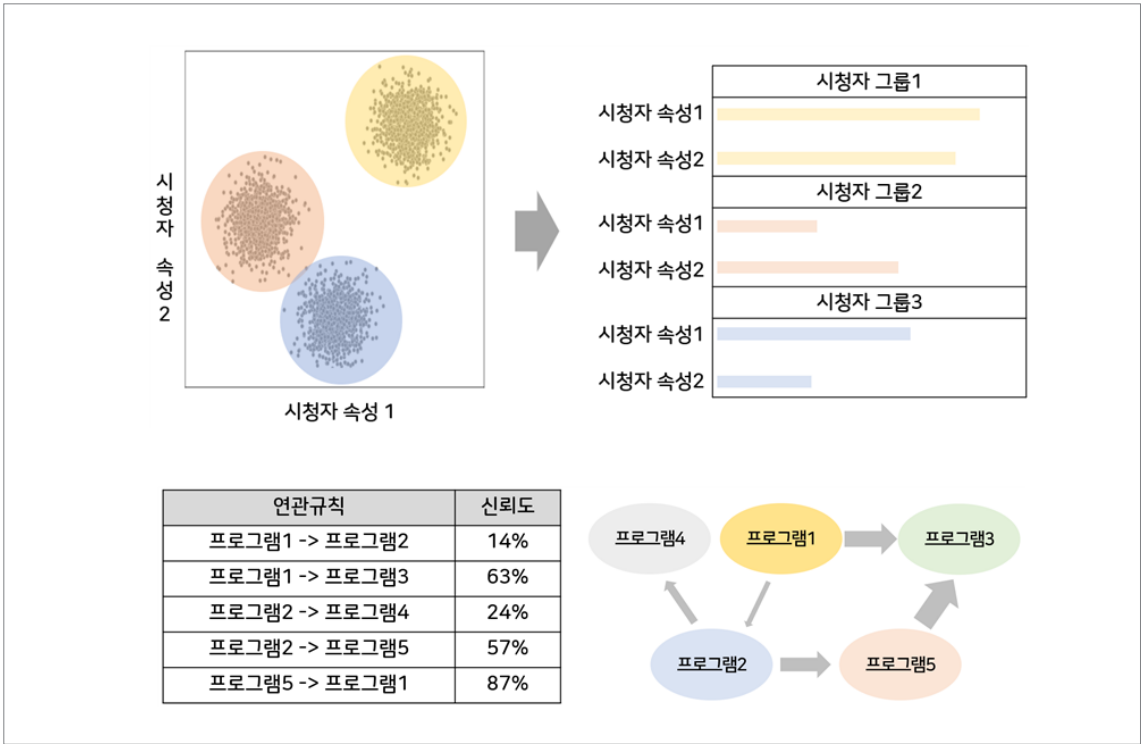 시청자 속성 2
시청자 속성 1
시청자 그룹1
시청자 속성1
시청자 속성2
시청자 그룹2
시청자 속성1
시청자 속성2
시청자 그룹3
시청자 속성1
시청자 속성2
연관규칙 신뢰도
프로그램1 -> 프로그램2 14%
프로그램1 -> 프로그램3 63%
프로그램2 -> 프로그램4 24%
프로그램2 -> 프로그램5 57%
프로그램5 -> 프로그램1 87%
프로그램4 프로그램1 프로그램3
프로그램2 프로그램5